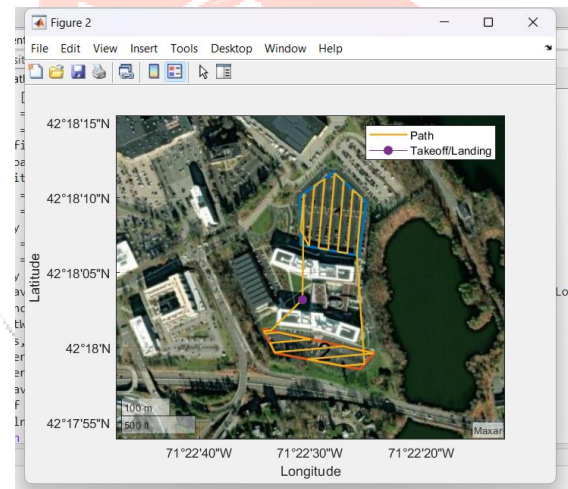 Figure 2
File Edit View Insert Tools Desktop Window Help
42°18'15"N
Path
Takeoff/Landing
42°18'10"N
42°18'05"N
Latitude
42°18'N
100 m
500 ft
42°17'55"N
Maxar
71°22'40"W 71°22'30"W 71°22'20"W
Longitude